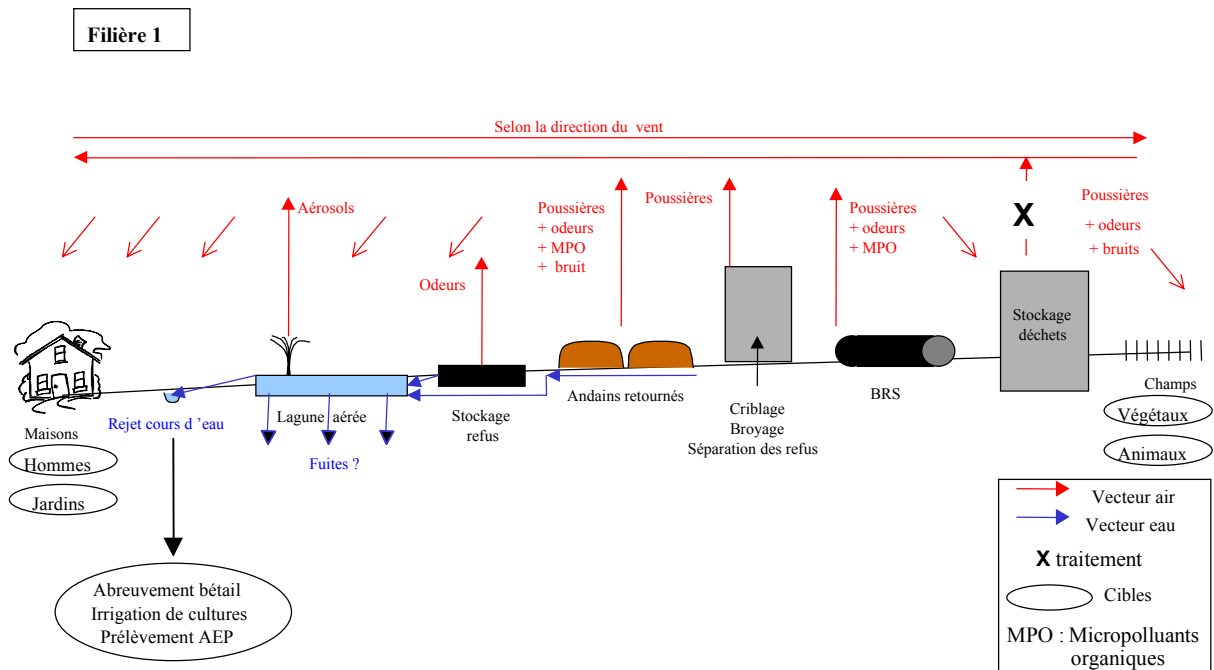 Filière 1
Selon la direction du vent
Aérosols
Odeurs
Poussières
+ odeurs
+ MPO
+ bruit
Poussières
Poussières
+ odeurs
+ MPO
X
Poussières
+ odeurs
+ bruits
Stockage
déchets
Maisons
Hommes
Jardins
Rejet cours d ’eau
Lagune aérée
Fuites ?
Stockage
refus
Andains retournés
Criblage
Broyage
Séparation des refus
BRS
Champs
Végétaux
Animaux
Abreuvement bétail
Irrigation de cultures
Prélèvement AEP
Vecteur air
Vecteur eau
X traitement
Cibles
MPO : Micropolluants
organiques